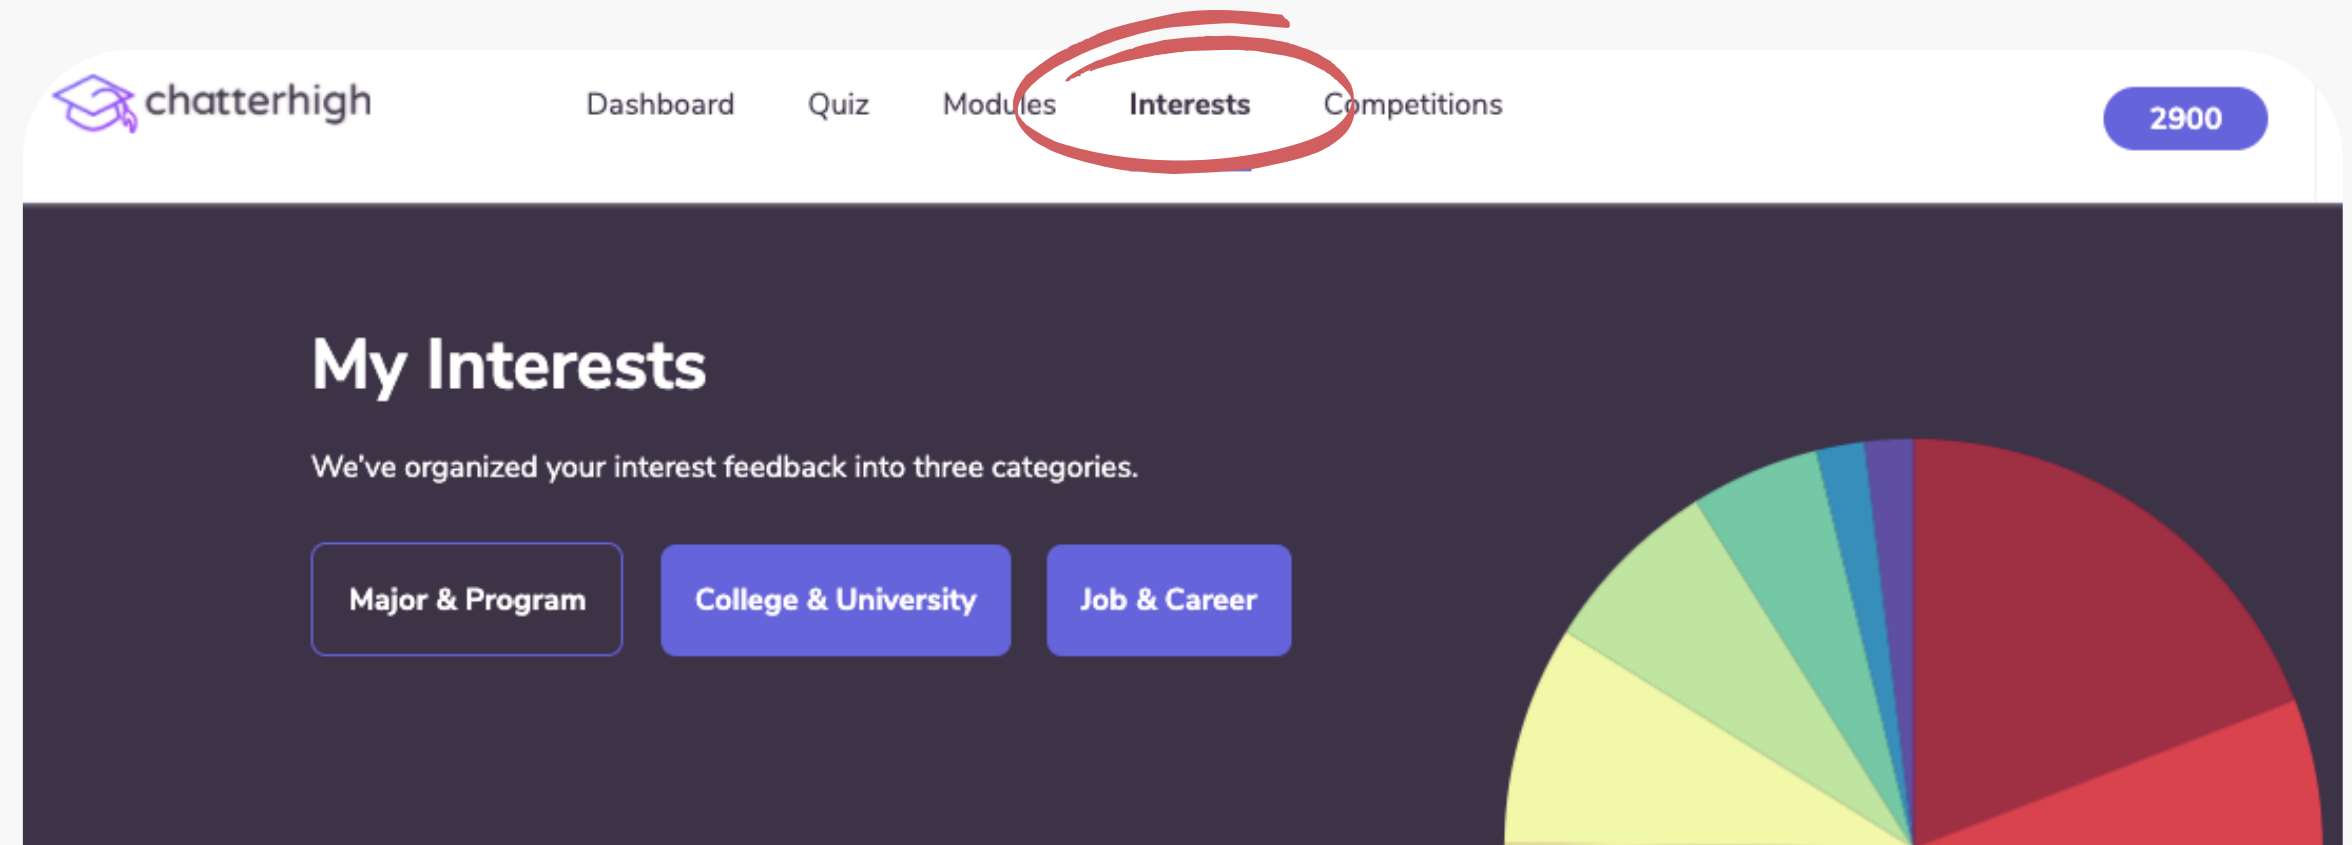 chatterhigh
Dashboard Quiz Modules Interests Competitions
2900
My Interests
We've organized your interest feedback into three categories.
Major & Program College & University Job & Career